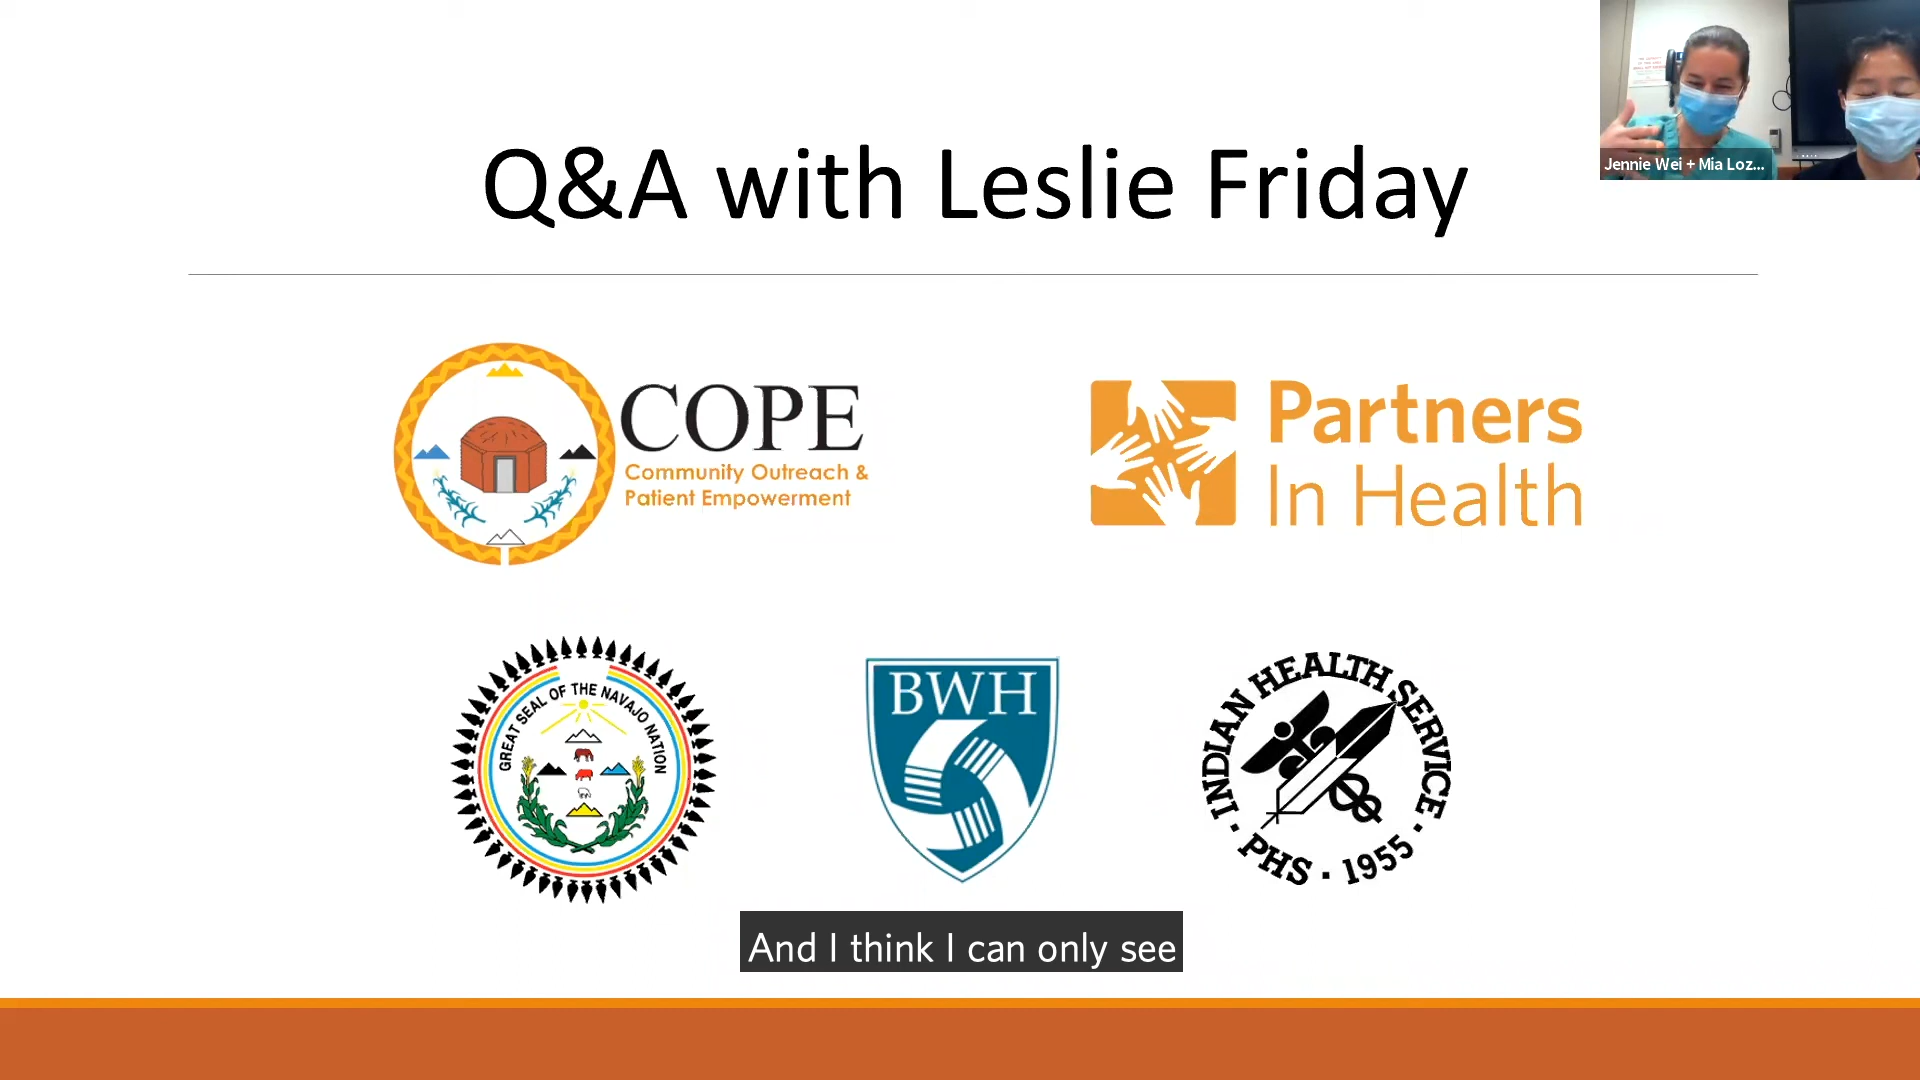 Q&A with Leslie Friday
Jennie Wei + Mia Loz...
COPE
Community Outreach &
Patient Empowerment
Partners
In Health
GREAT SEAL OF THE NAVAJO NATION
BWH
INDIAN HEALTH SERVICE
· PHS · 1955 ·
And I think I can only see